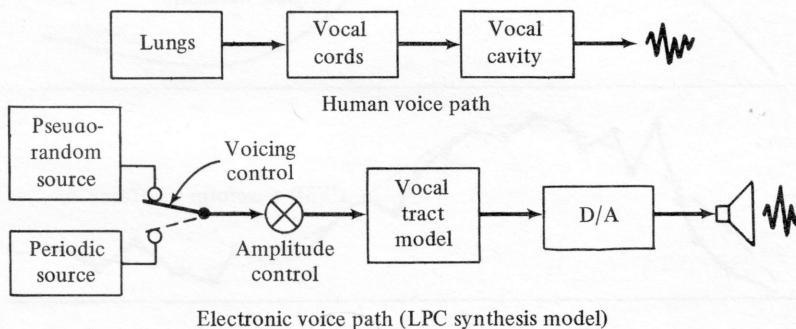 Lungs
Vocal
cords
Vocal
cavity
Human voice path
Pseudo-
random
source
Voicing
control
Periodic
source
Amplitude
control
Vocal
tract
model
D/A
Electronic voice path (LPC synthesis model)